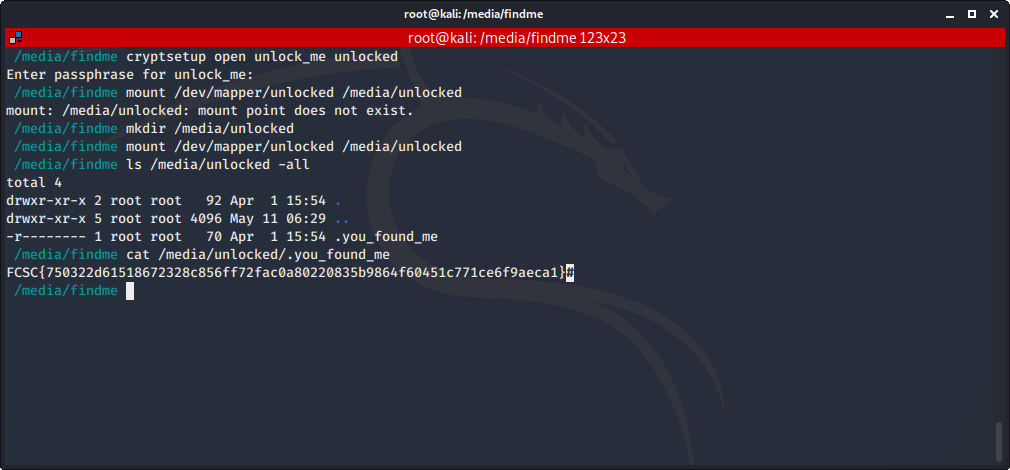 root@kali: /media/findme
root@kali: /media/findme 123x23
/media/findme cryptsetup open unlock_me unlocked
Enter passphrase for unlock_me:
/media/findme mount /dev/mapper/unlocked /media/unlocked
mount: /media/unlocked: mount point does not exist.
/media/findme mkdir /media/unlocked
/media/findme mount /dev/mapper/unlocked /media/unlocked
/media/findme ls /media/unlocked -all
total 4
drwxr-xr-x 2 root root   92 Apr  1 15:54 .
drwxr-xr-x 5 root root 4096 May 11 06:29 ..
-r-------- 1 root root   70 Apr  1 15:54 .you_found_me
/media/findme cat /media/unlocked/.you_found_me
FCSC{750322d61518672328c856ff72fac0a80220835b9864f60451c771ce6f9aeca1}#
/media/findme